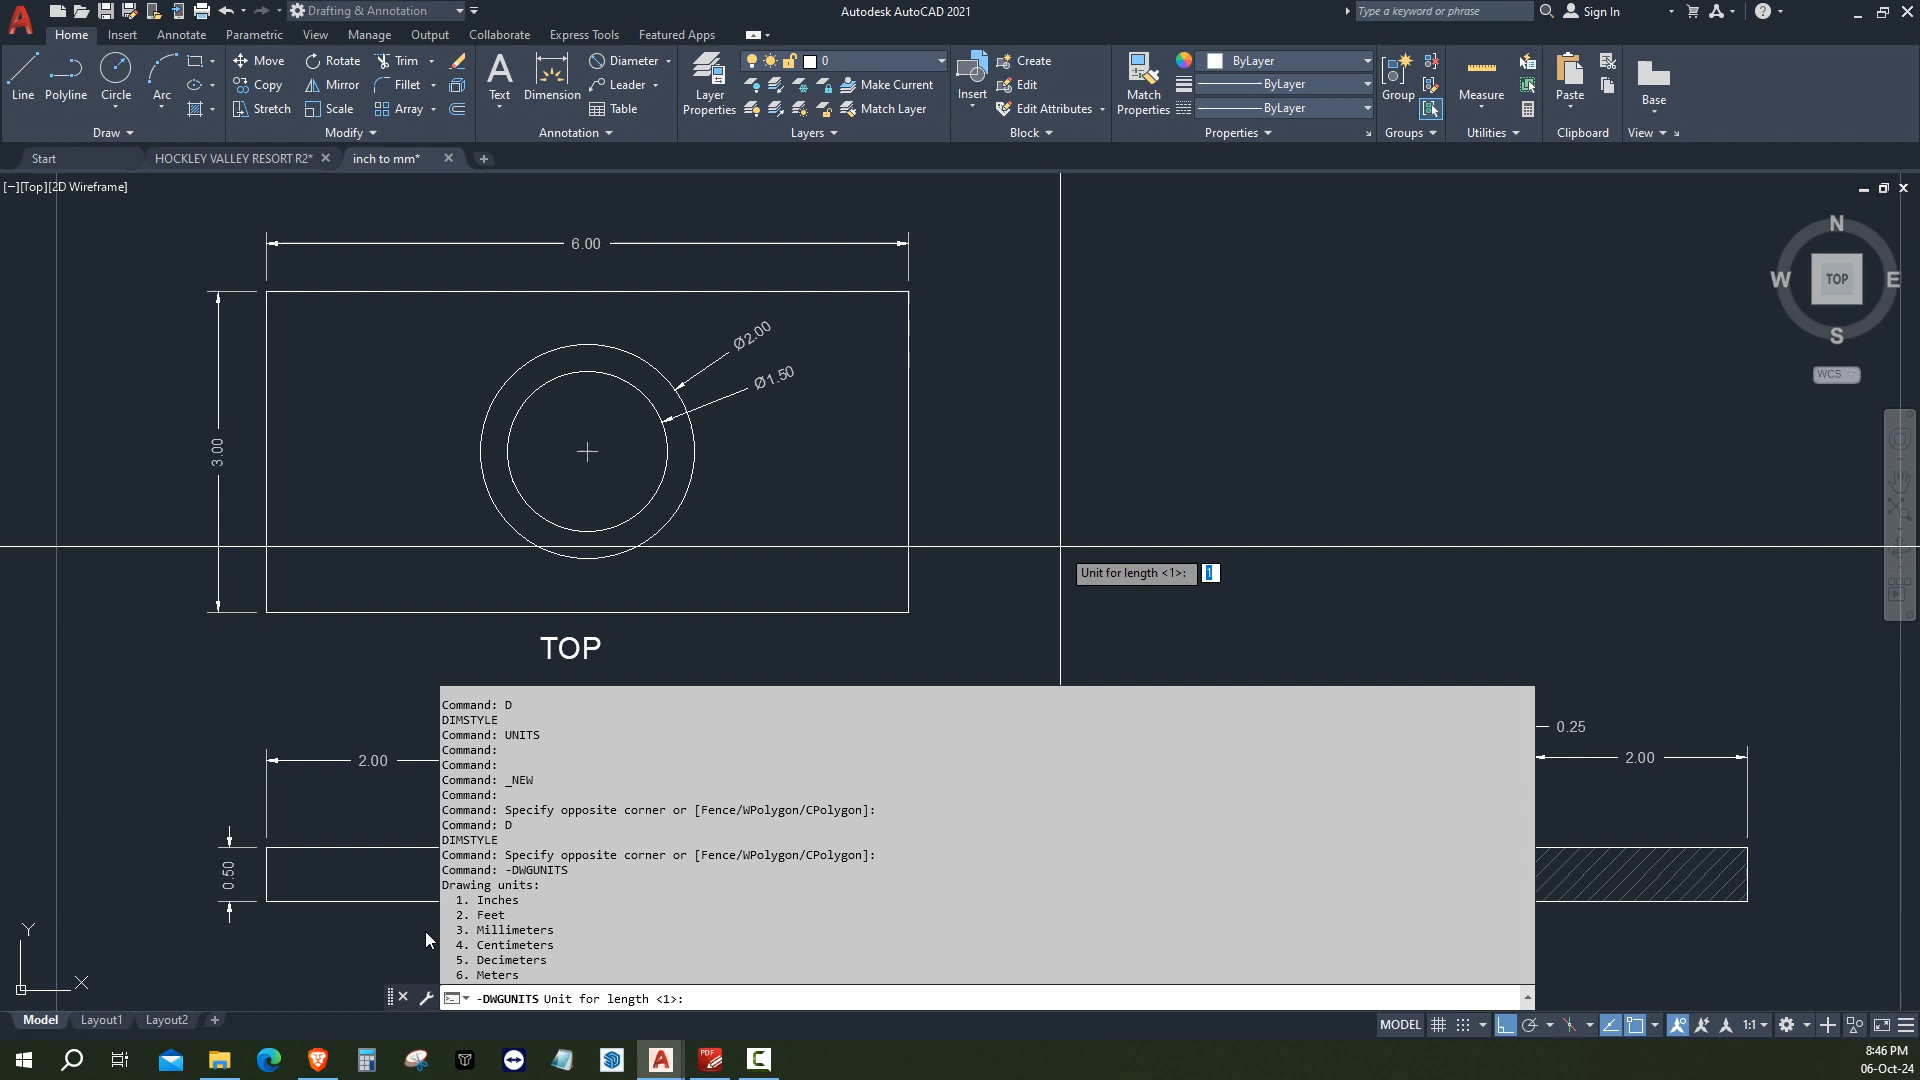 Drafting & Annotation
Autodesk AutoCAD 2021
Type a keyword or phrase
Sign In
Home Insert Annotate Parametric View Manage Output Collaborate Express Tools Featured Apps
Line
Polyline
Circle
Arc
Draw
Move
Rotate
Trim
Copy
Mirror
Fillet
Stretch
Scale
Array
Modify
Text
Dimension
Diameter
Leader
Table
Annotation
Layer
Properties
0
Make Current
Match Layer
Layers
Insert
Create
Edit
Edit Attributes
Block
Match
Properties
ByLayer
ByLayer
ByLayer
Properties
Group
Groups
Measure
Utilities
Paste
Clipboard
Base
View
Start
HOCKLEY VALLEY RESORT R2*
inch to mm*
[−][Top][2D Wireframe]
N
W
TOP
E
S
WCS
6.00
Ø2.00
Ø1.50
3.00
Unit for length <1>: 1
TOP
2.00
0.50
0.25
2.00
Command: D
DIMSTYLE
Command: UNITS
Command:
Command:
Command: _NEW
Command:
Command: Specify opposite corner or [Fence/WPolygon/CPolygon]:
Command: D
DIMSTYLE
Command: Specify opposite corner or [Fence/WPolygon/CPolygon]:
Command: -DWGUNITS
Drawing units:
1. Inches
2. Feet
3. Millimeters
4. Centimeters
5. Decimeters
6. Meters
-DWGUNITS Unit for length <1>:
Y
X
Model Layout1 Layout2
MODEL
1:1
PDF
8:46 PM
06-Oct-24